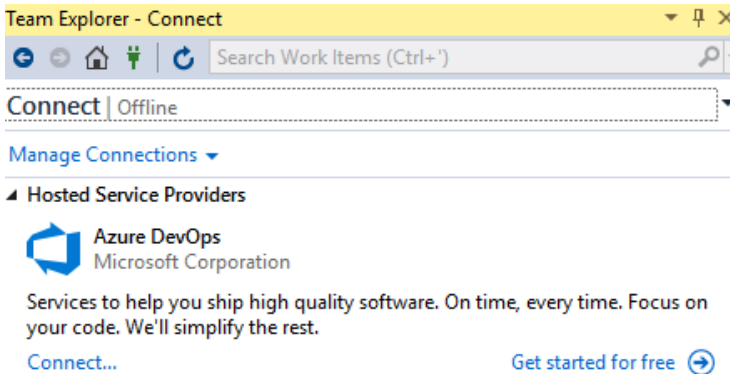 Team Explorer - Connect
Search Work Items (Ctrl+')
Connect | Offline
Manage Connections
Hosted Service Providers
Azure DevOps
Microsoft Corporation
Services to help you ship high quality software. On time, every time. Focus on
your code. We'll simplify the rest.
Connect... Get started for free